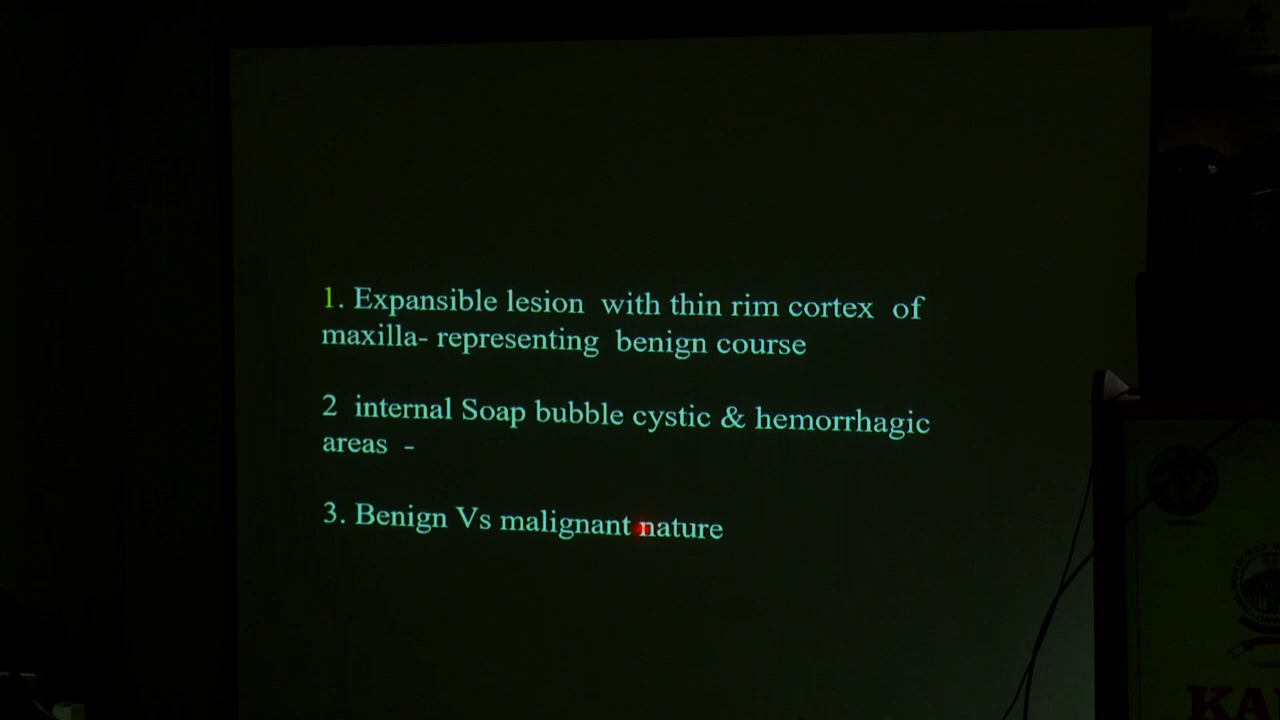 1. Expansible lesion with thin rim cortex of
maxilla- representing benign course
2 internal Soap bubble cystic & hemorrhagic
areas -
3. Benign Vs malignant nature
KA